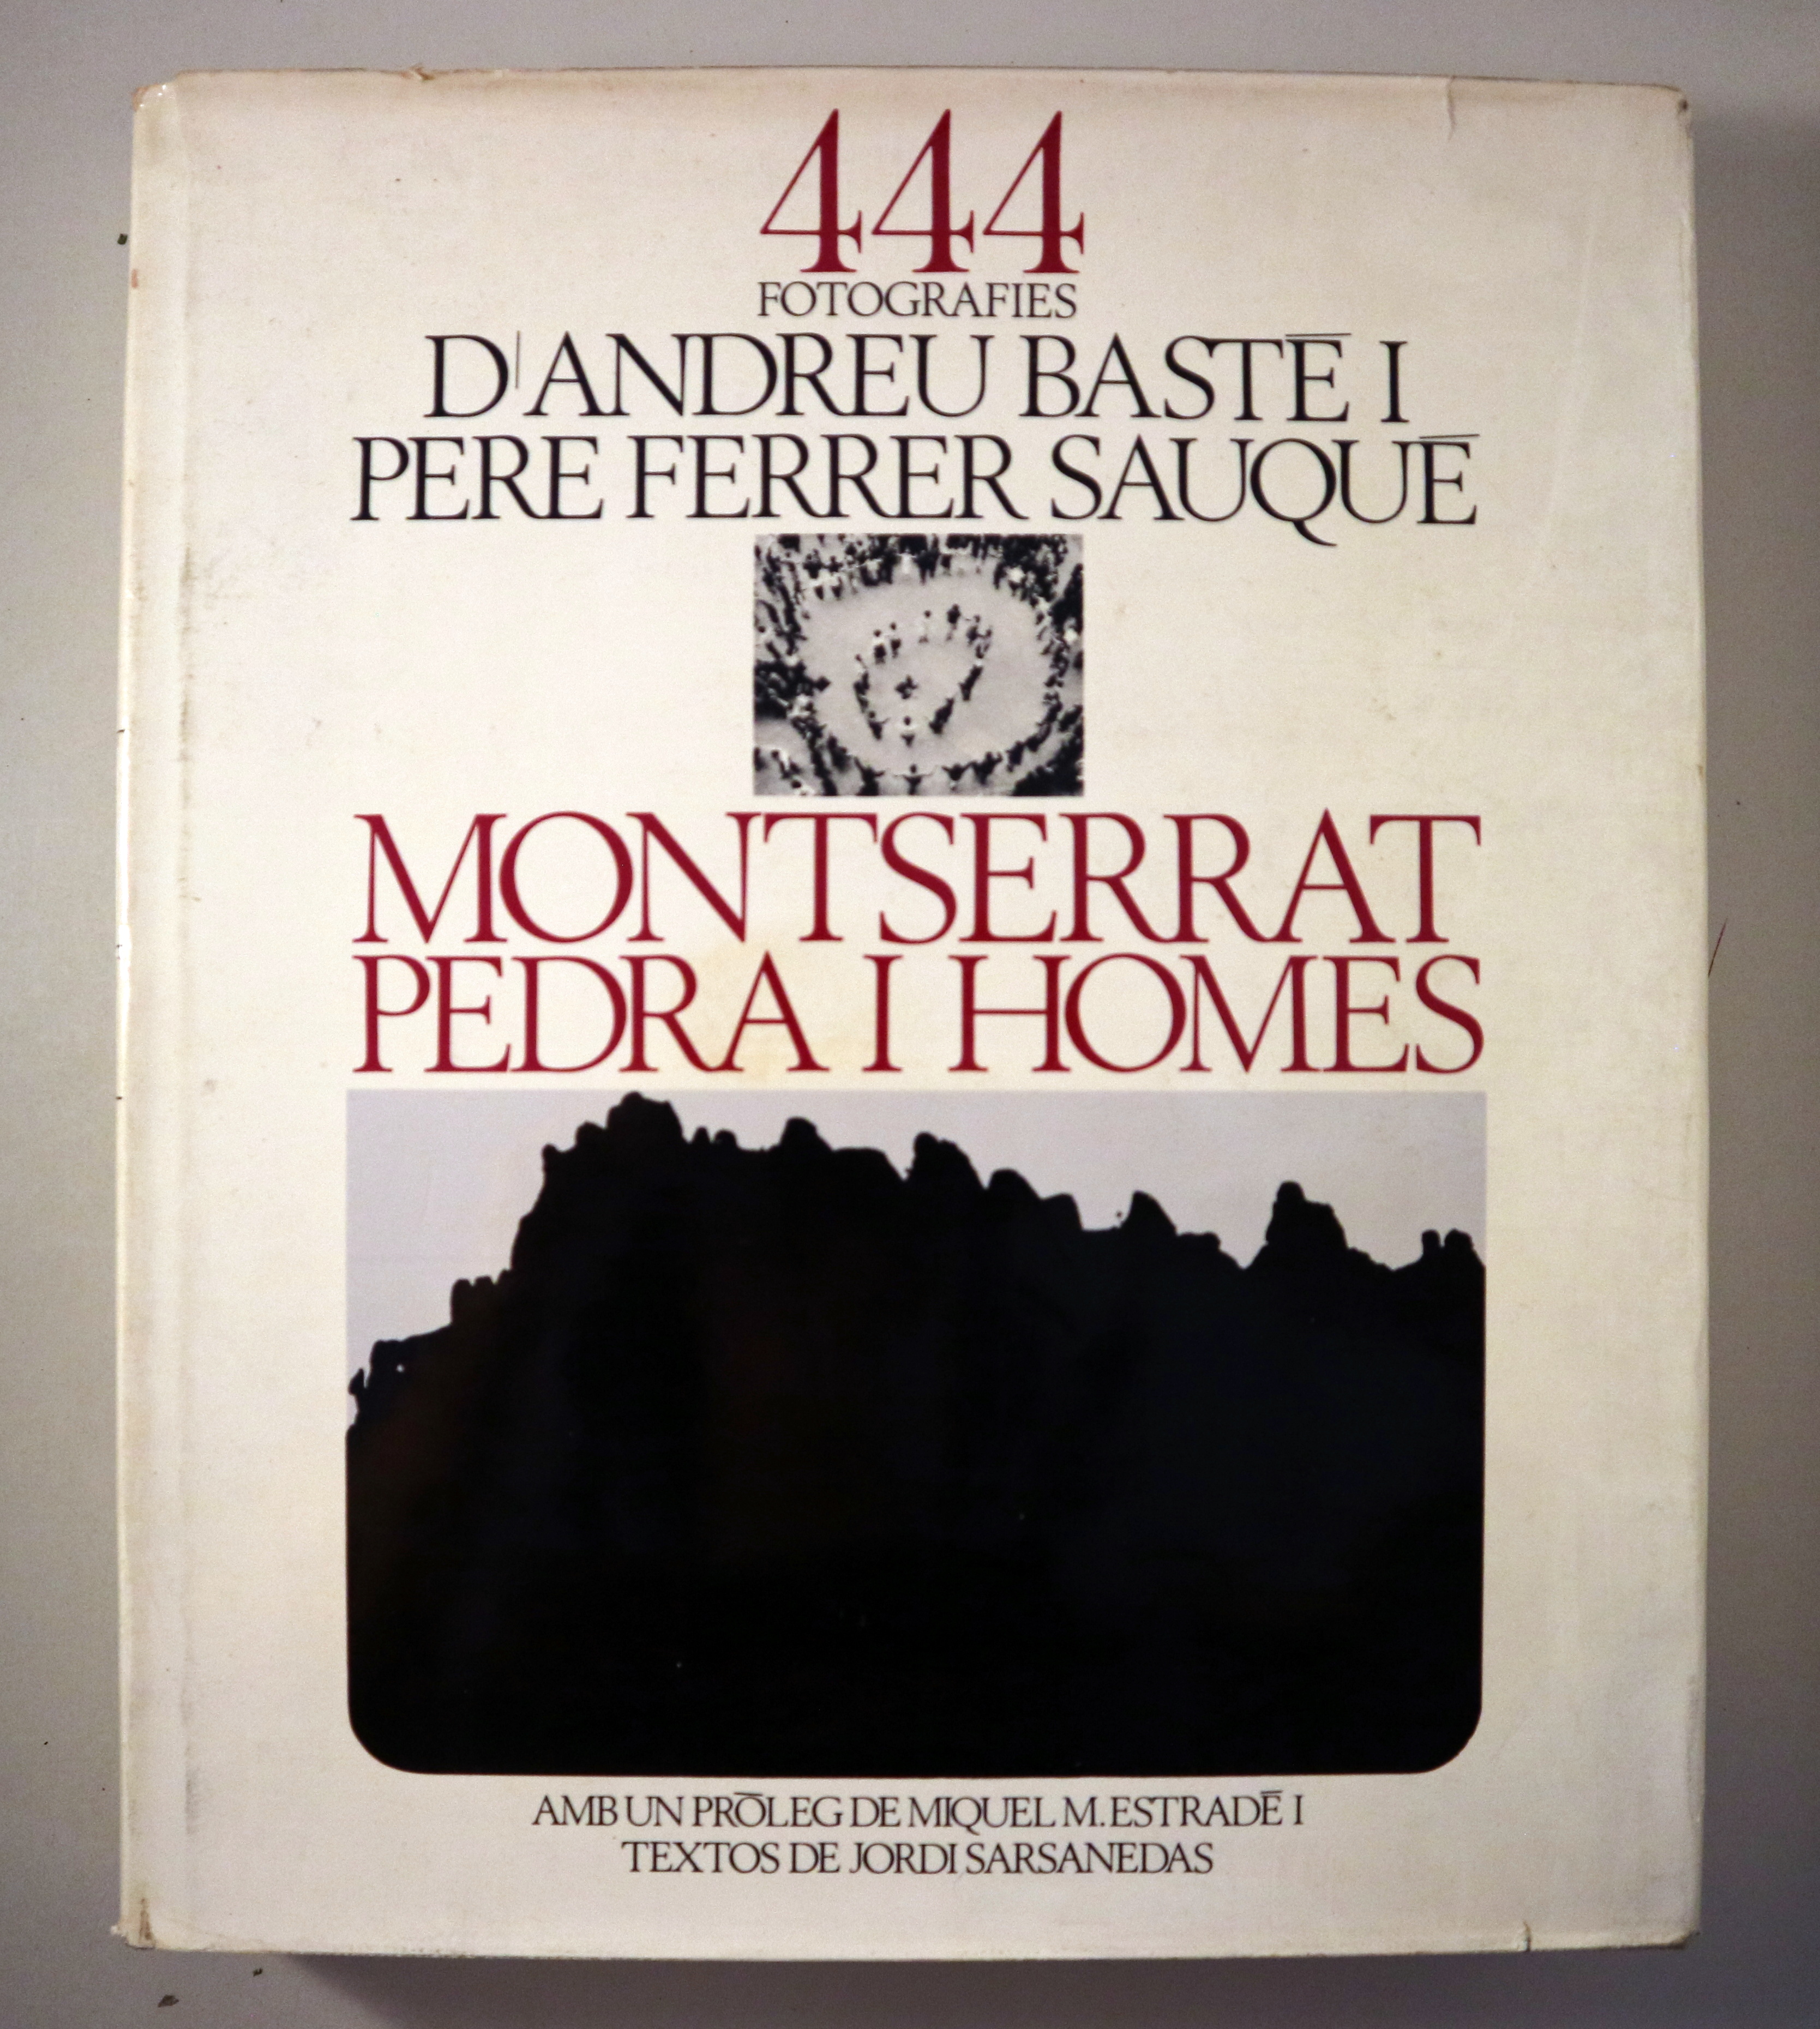 444
FOTOGRAFIES
D'ANDREU BASTÉ I
PERE FERRER SAUQUÉ
MONTSERRAT
PEDRA I HOMES
AMB UN PRÒLEG DE MIQUEL M. ESTRADÉ I
TEXTOS DE JORDI SARSANEDAS